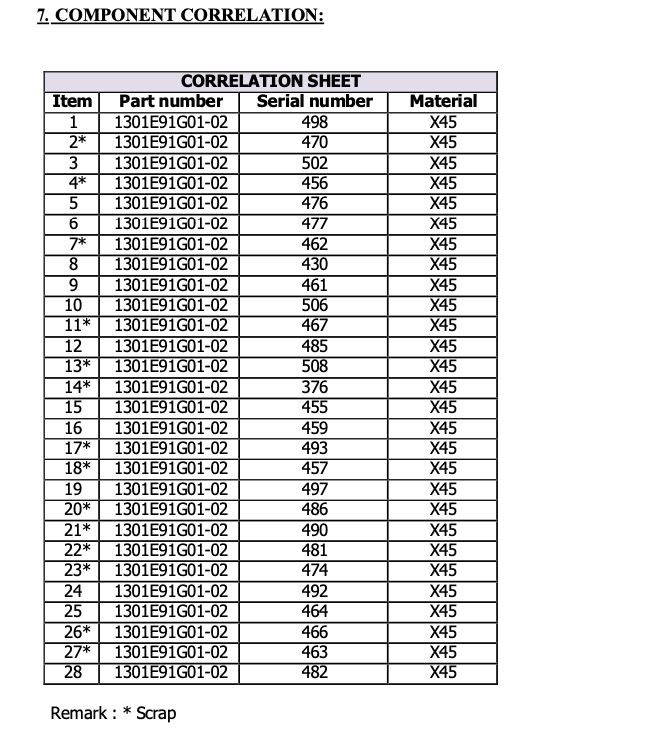 7. COMPONENT CORRELATION:
CORRELATION SHEET
Item Part number Serial number Material
1 1301E91G01-02 498 X45
2* 1301E91G01-02 470 X45
3 1301E91G01-02 502 X45
4* 1301E91G01-02 456 X45
5 1301E91G01-02 476 X45
6 1301E91G01-02 477 X45
7* 1301E91G01-02 462 X45
8 1301E91G01-02 430 X45
9 1301E91G01-02 461 X45
10 1301E91G01-02 506 X45
11* 1301E91G01-02 467 X45
12 1301E91G01-02 485 X45
13* 1301E91G01-02 508 X45
14* 1301E91G01-02 376 X45
15 1301E91G01-02 455 X45
16 1301E91G01-02 459 X45
17* 1301E91G01-02 493 X45
18* 1301E91G01-02 457 X45
19 1301E91G01-02 497 X45
20* 1301E91G01-02 486 X45
21* 1301E91G01-02 490 X45
22* 1301E91G01-02 481 X45
23* 1301E91G01-02 474 X45
24 1301E91G01-02 492 X45
25 1301E91G01-02 464 X45
26* 1301E91G01-02 466 X45
27* 1301E91G01-02 463 X45
28 1301E91G01-02 482 X45
Remark : * Scrap